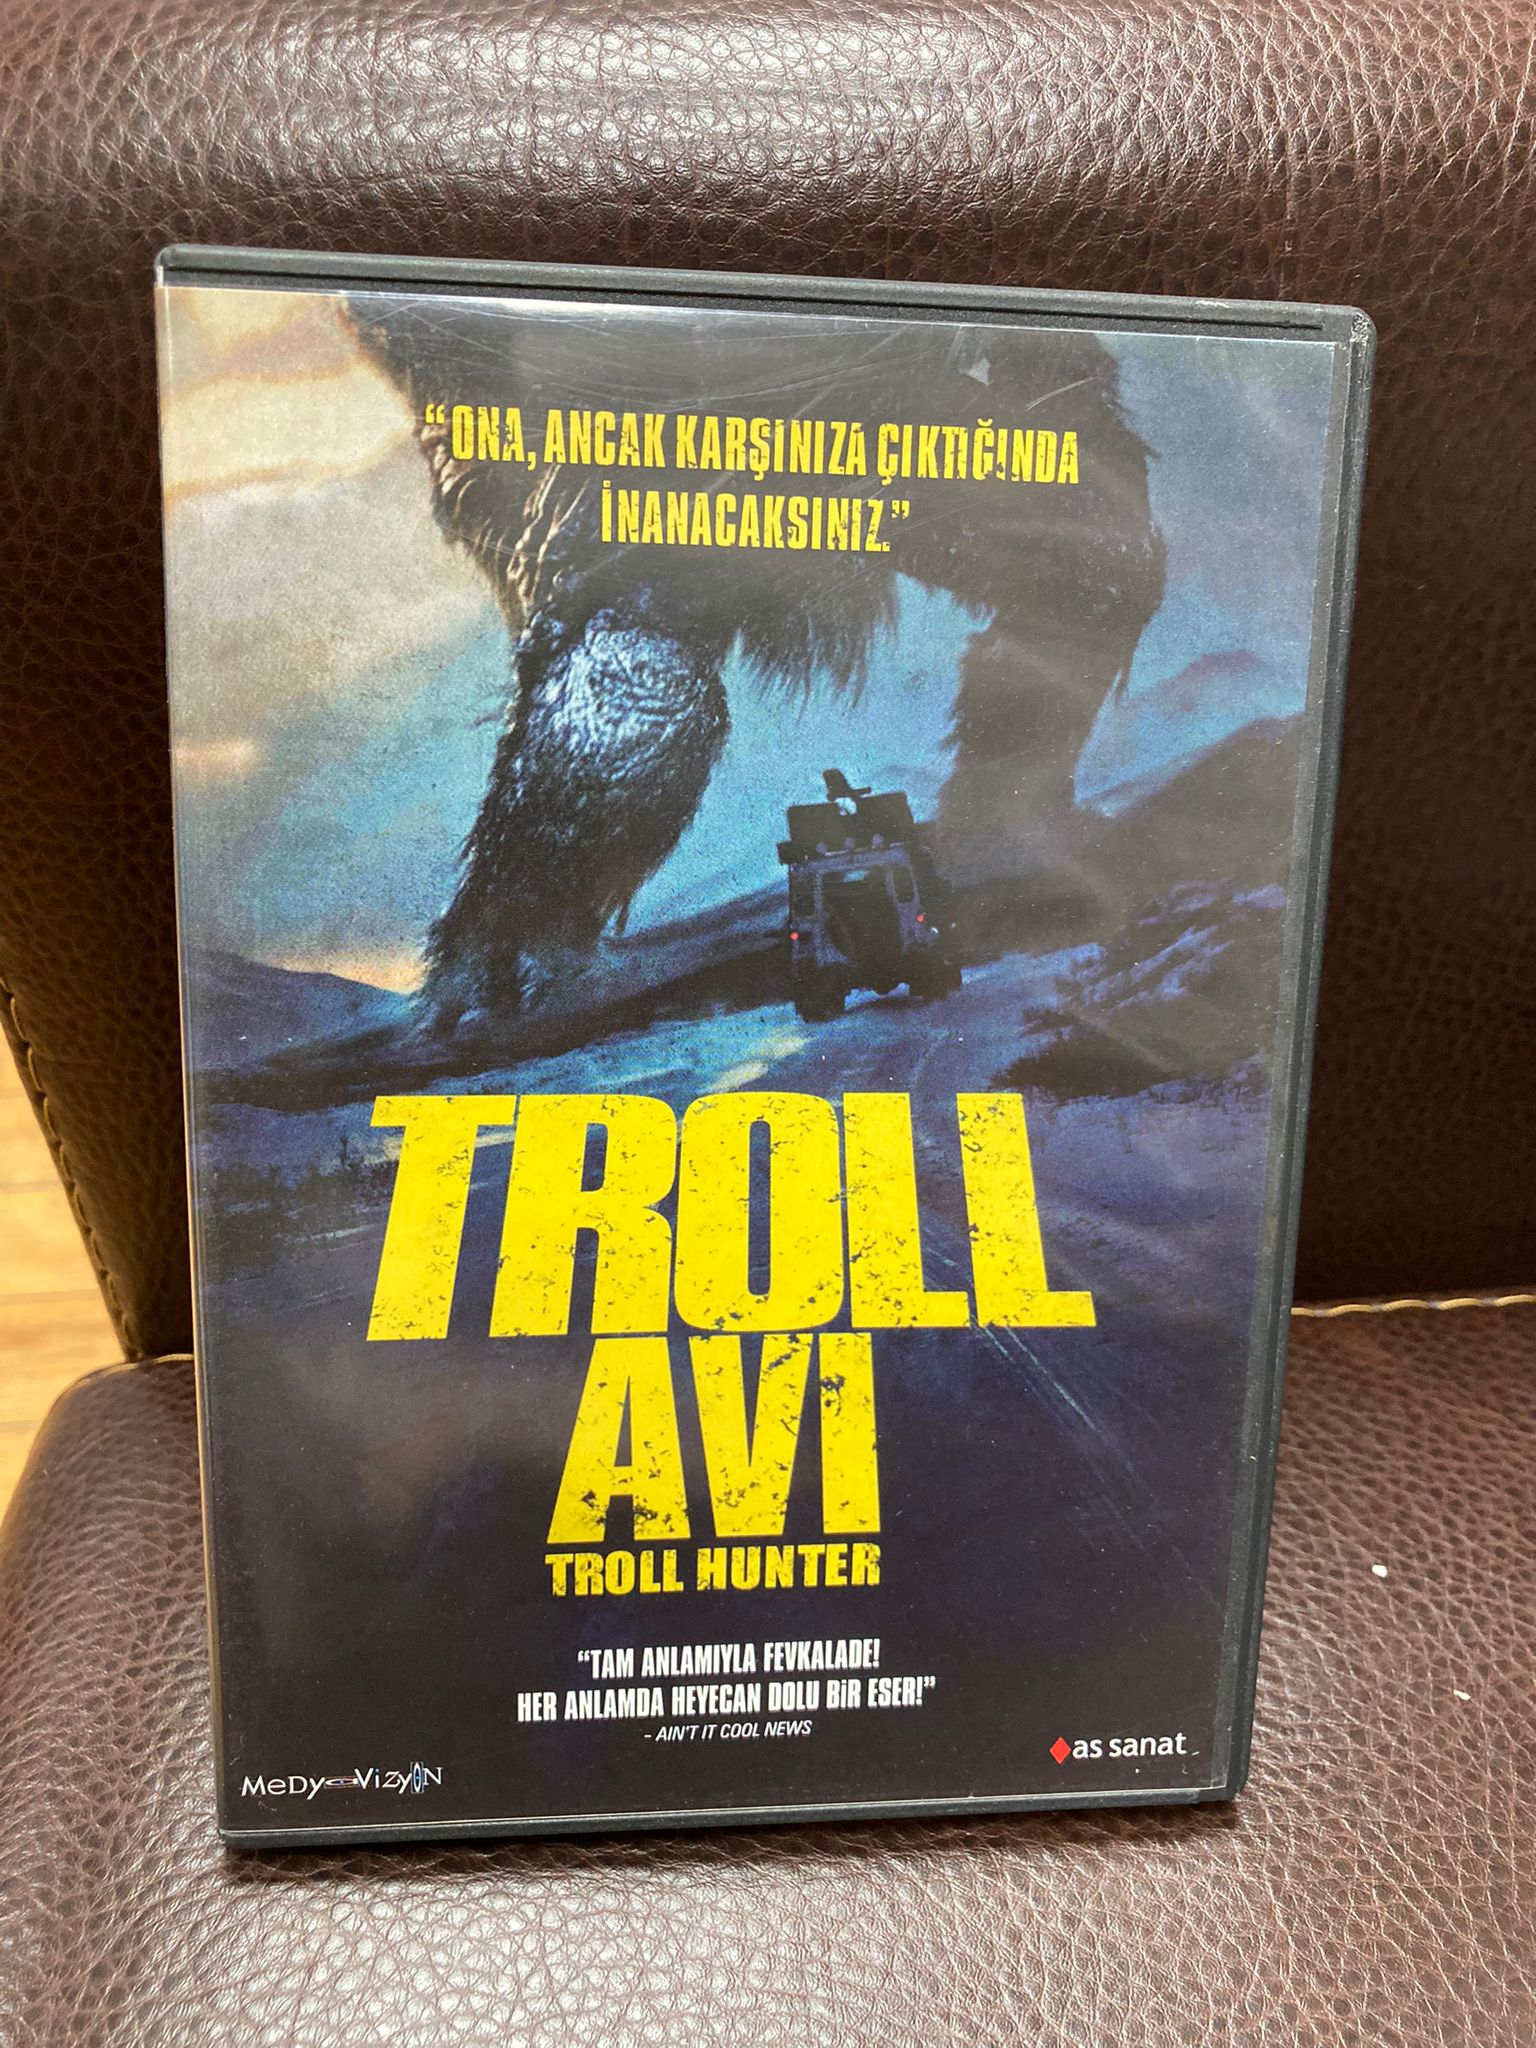 “ONA, ANCAK KARŞINIZA ÇIKTIĞINDA
İNANACAKSINIZ.”
TROLL
AVI
TROLL HUNTER
“TAM ANLAMIYLA FEVKALADE!
HER ANLAMDA HEYECAN DOLU BİR ESER!”
- AIN'T IT COOL NEWS
MeDyaVizyON
as sanat